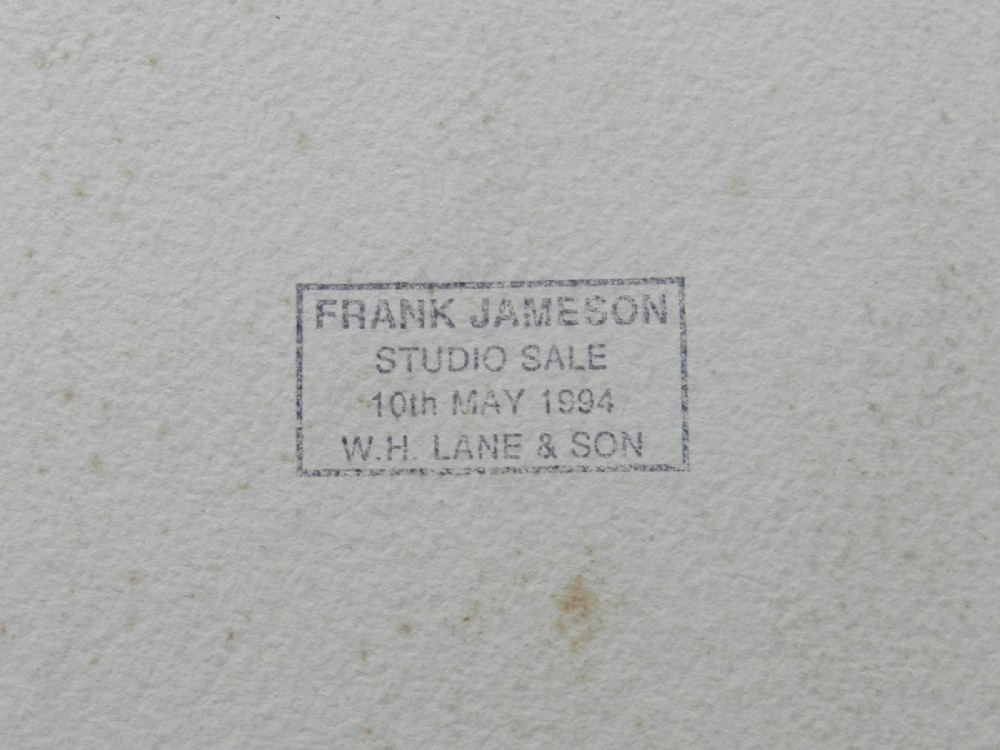 FRANK JAMESON
STUDIO SALE
10th MAY 1994
W.H. LANE & SON